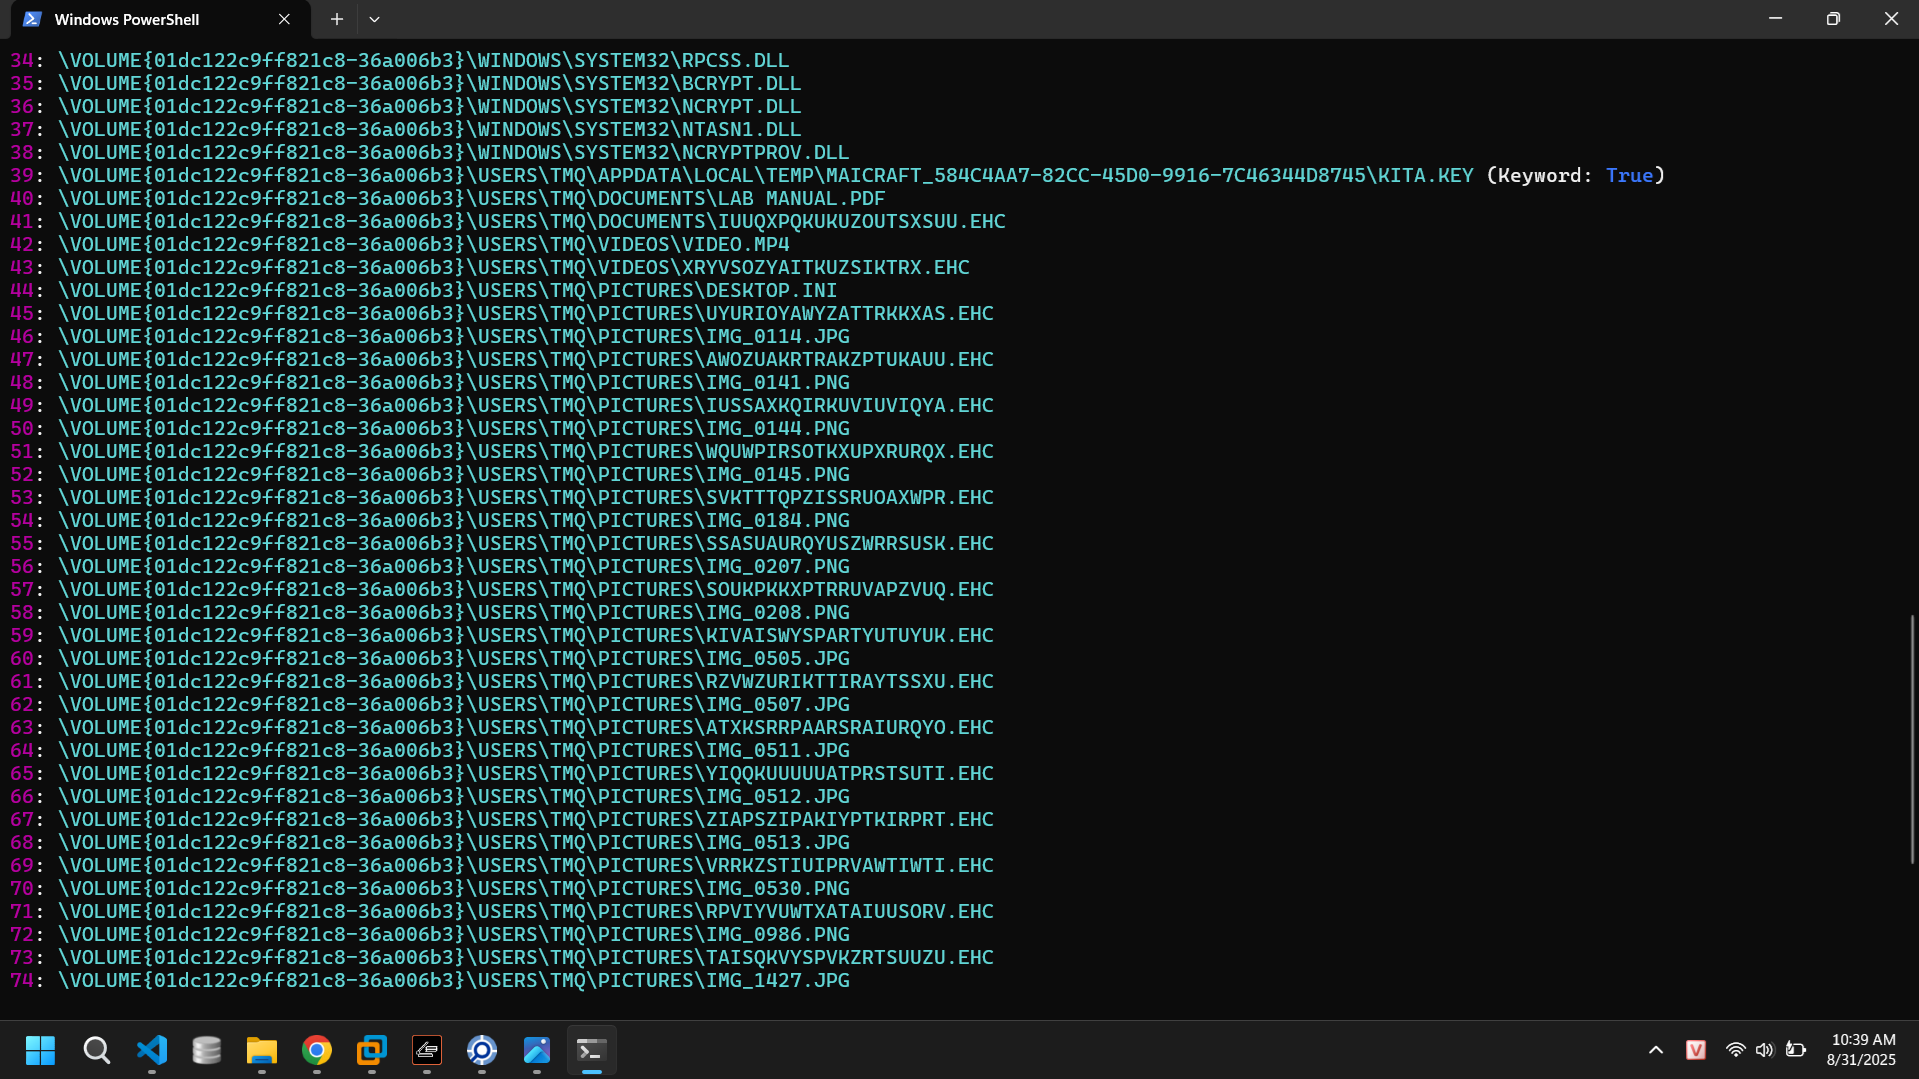 Windows PowerShell
34: \VOLUME{01dc122c9ff821c8-36a006b3}\WINDOWS\SYSTEM32\RPCSS.DLL
35: \VOLUME{01dc122c9ff821c8-36a006b3}\WINDOWS\SYSTEM32\BCRYPT.DLL
36: \VOLUME{01dc122c9ff821c8-36a006b3}\WINDOWS\SYSTEM32\NCRYPT.DLL
37: \VOLUME{01dc122c9ff821c8-36a006b3}\WINDOWS\SYSTEM32\NTASN1.DLL
38: \VOLUME{01dc122c9ff821c8-36a006b3}\WINDOWS\SYSTEM32\NCRYPTPROV.DLL
39: \VOLUME{01dc122c9ff821c8-36a006b3}\USERS\TMQ\APPDATA\LOCAL\TEMP\MAICRAFT_584C4AA7-82CC-45D0-9916-7C46344D8745\KITA.KEY (Keyword: True)
40: \VOLUME{01dc122c9ff821c8-36a006b3}\USERS\TMQ\DOCUMENTS\LAB MANUAL.PDF
41: \VOLUME{01dc122c9ff821c8-36a006b3}\USERS\TMQ\DOCUMENTS\IUUQXPQKUKUZOUTSXSUU.EHC
42: \VOLUME{01dc122c9ff821c8-36a006b3}\USERS\TMQ\VIDEOS\VIDEO.MP4
43: \VOLUME{01dc122c9ff821c8-36a006b3}\USERS\TMQ\VIDEOS\XRYVSOZYAITKUZSIKTRX.EHC
44: \VOLUME{01dc122c9ff821c8-36a006b3}\USERS\TMQ\PICTURES\DESKTOP.INI
45: \VOLUME{01dc122c9ff821c8-36a006b3}\USERS\TMQ\PICTURES\UYURIOYAWYZATTRKKXAS.EHC
46: \VOLUME{01dc122c9ff821c8-36a006b3}\USERS\TMQ\PICTURES\IMG_0114.JPG
47: \VOLUME{01dc122c9ff821c8-36a006b3}\USERS\TMQ\PICTURES\AWOZUAKRTRAKZPTUKAUU.EHC
48: \VOLUME{01dc122c9ff821c8-36a006b3}\USERS\TMQ\PICTURES\IMG_0141.PNG
49: \VOLUME{01dc122c9ff821c8-36a006b3}\USERS\TMQ\PICTURES\IUSSAXKQIRKUVIUVIQYA.EHC
50: \VOLUME{01dc122c9ff821c8-36a006b3}\USERS\TMQ\PICTURES\IMG_0144.PNG
51: \VOLUME{01dc122c9ff821c8-36a006b3}\USERS\TMQ\PICTURES\WQUWPIRSOTKXUPXRURQX.EHC
52: \VOLUME{01dc122c9ff821c8-36a006b3}\USERS\TMQ\PICTURES\IMG_0145.PNG
53: \VOLUME{01dc122c9ff821c8-36a006b3}\USERS\TMQ\PICTURES\SVKTTTQPZISSRUOAXWPR.EHC
54: \VOLUME{01dc122c9ff821c8-36a006b3}\USERS\TMQ\PICTURES\IMG_0184.PNG
55: \VOLUME{01dc122c9ff821c8-36a006b3}\USERS\TMQ\PICTURES\SSASUAURQYUSZWRRSUSK.EHC
56: \VOLUME{01dc122c9ff821c8-36a006b3}\USERS\TMQ\PICTURES\IMG_0207.PNG
57: \VOLUME{01dc122c9ff821c8-36a006b3}\USERS\TMQ\PICTURES\SOUKPKKXPTRRUVAPZVUQ.EHC
58: \VOLUME{01dc122c9ff821c8-36a006b3}\USERS\TMQ\PICTURES\IMG_0208.PNG
59: \VOLUME{01dc122c9ff821c8-36a006b3}\USERS\TMQ\PICTURES\KIVAISWYSPARTYUTUYUK.EHC
60: \VOLUME{01dc122c9ff821c8-36a006b3}\USERS\TMQ\PICTURES\IMG_0505.JPG
61: \VOLUME{01dc122c9ff821c8-36a006b3}\USERS\TMQ\PICTURES\RZVWZURIKTTIRAYTSSXU.EHC
62: \VOLUME{01dc122c9ff821c8-36a006b3}\USERS\TMQ\PICTURES\IMG_0507.JPG
63: \VOLUME{01dc122c9ff821c8-36a006b3}\USERS\TMQ\PICTURES\ATXKSRRPAARSRAIURQYO.EHC
64: \VOLUME{01dc122c9ff821c8-36a006b3}\USERS\TMQ\PICTURES\IMG_0511.JPG
65: \VOLUME{01dc122c9ff821c8-36a006b3}\USERS\TMQ\PICTURES\YIQQKUUUUUATPRSTSUTI.EHC
66: \VOLUME{01dc122c9ff821c8-36a006b3}\USERS\TMQ\PICTURES\IMG_0512.JPG
67: \VOLUME{01dc122c9ff821c8-36a006b3}\USERS\TMQ\PICTURES\ZIAPSZIPAKIYPTKIRPRT.EHC
68: \VOLUME{01dc122c9ff821c8-36a006b3}\USERS\TMQ\PICTURES\IMG_0513.JPG
69: \VOLUME{01dc122c9ff821c8-36a006b3}\USERS\TMQ\PICTURES\VRRKZSTIUIPRVAWTIWTI.EHC
70: \VOLUME{01dc122c9ff821c8-36a006b3}\USERS\TMQ\PICTURES\IMG_0530.PNG
71: \VOLUME{01dc122c9ff821c8-36a006b3}\USERS\TMQ\PICTURES\RPVIYVUWTXATAIUUSORV.EHC
72: \VOLUME{01dc122c9ff821c8-36a006b3}\USERS\TMQ\PICTURES\IMG_0986.PNG
73: \VOLUME{01dc122c9ff821c8-36a006b3}\USERS\TMQ\PICTURES\TAISQKVYSPVKZRTSUUZU.EHC
74: \VOLUME{01dc122c9ff821c8-36a006b3}\USERS\TMQ\PICTURES\IMG_1427.JPG
V
10:39 AM
8/31/2025